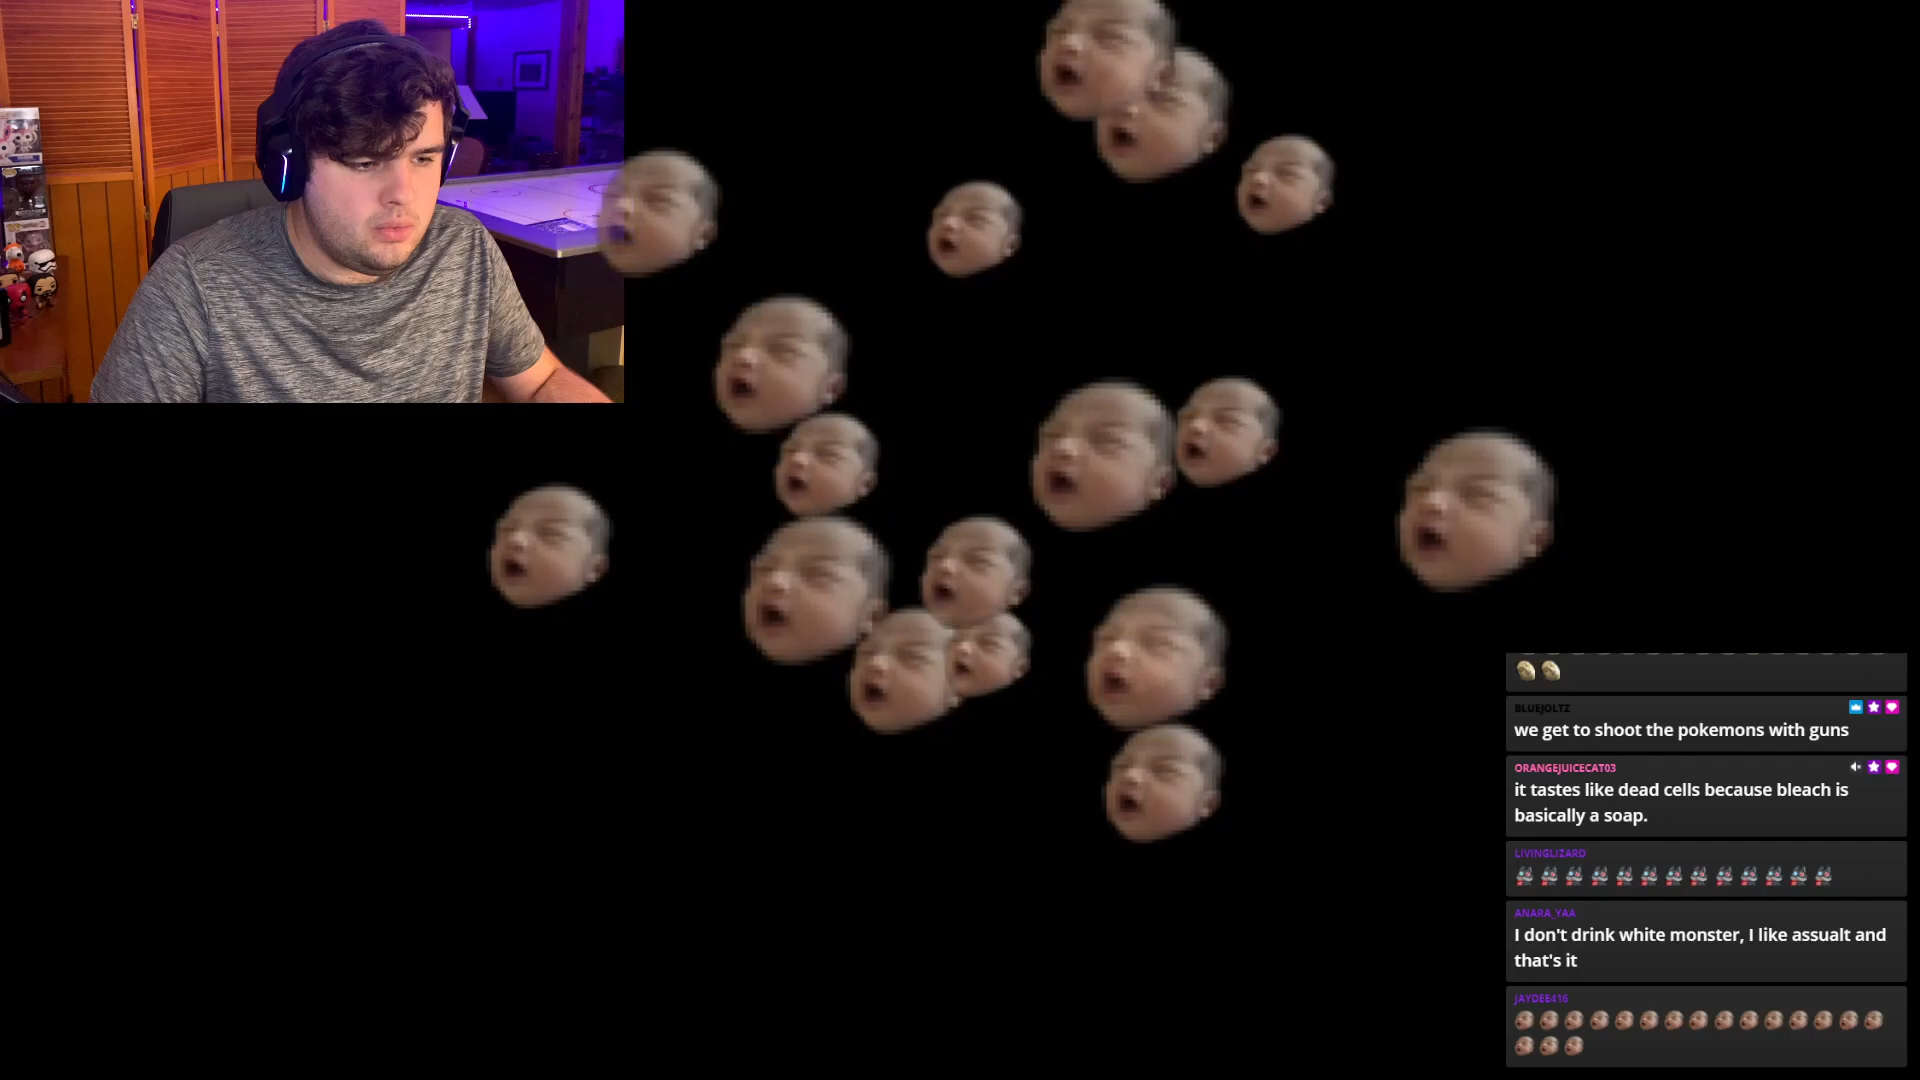 BLUEJOLTZ
we get to shoot the pokemons with guns
ORANGEJUICECAT03
it tastes like dead cells because bleach is
basically a soap.
LIVINGLIZARD
ANARA_YAA
I don't drink white monster, I like assualt and
that's it
JAYDEE416